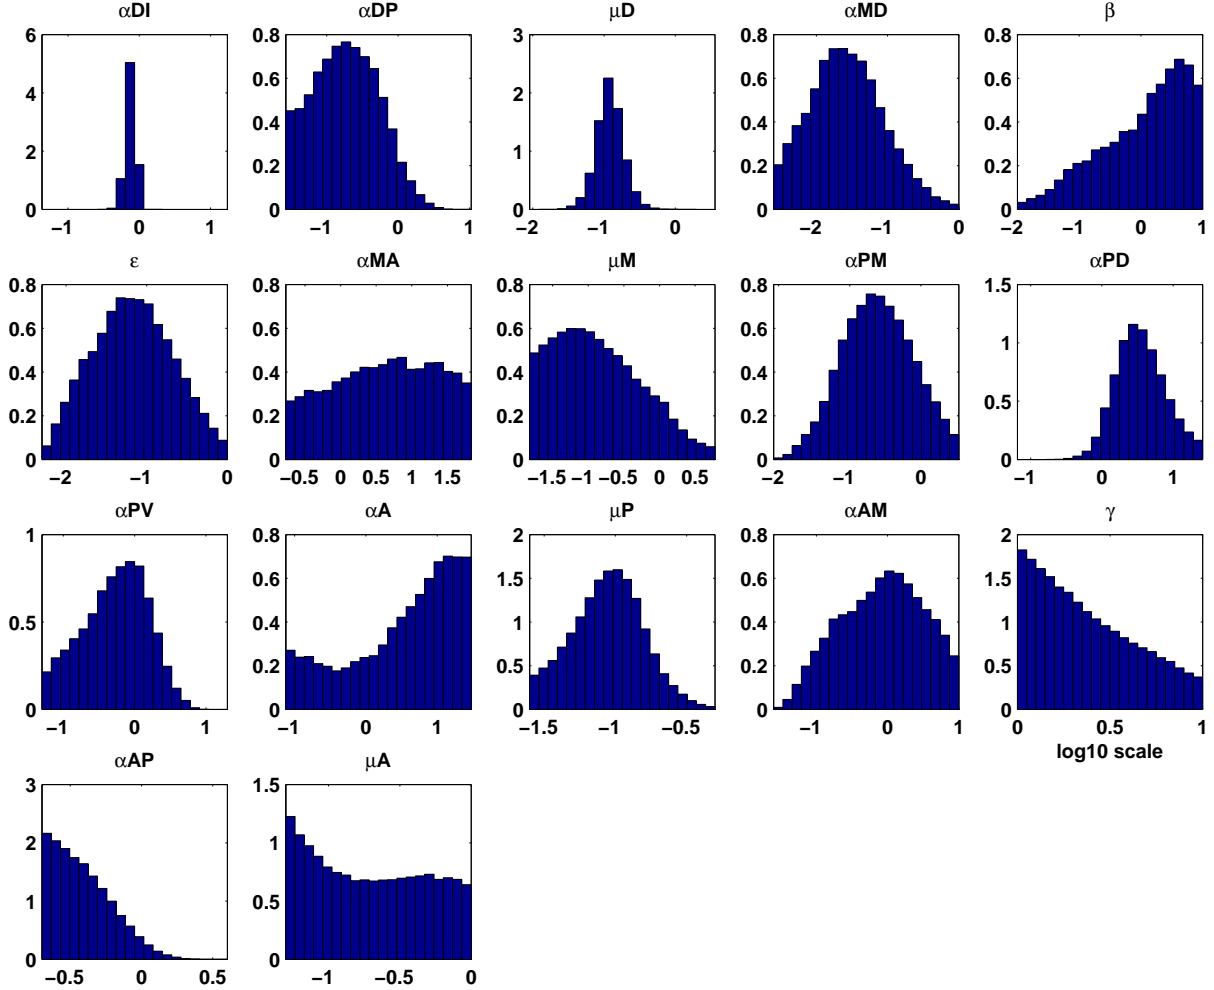 αDI αDP μD αMD β
6 0.8 3 0.8 0.8
4 0.6 2 0.6 0.6
0.4 0.4 0.4
2 1 0.2 0.2
0.2
0 0 0 0 0
−1 0 1 −1 0 1 −2 −1 0 −2 −1 0 −2 −1 0 1
ε αMA μM αPM αPD
0.8 0.8 0.8 0.8 1.5
0.6 0.6 0.6 0.6 1
0.4 0.4 0.4 0.4
0.2 0.2 0.2 0.2 0.5
0 0 0 0 0
−2 −1 0 −0.5 0 0.5 1 1.5 −1.5 −1 −0.5 0 0.5 −2 −1 0 −1 0 1
αPV αA μP αAM γ
1 0.8 2 0.8 2
0.6 1.5 0.6 1.5
0.5 0.4 1 0.4 1
0.2 0.5 0.2 0.5
0 0 0 0 0
−1 0 1 −1 0 1 −1.5 −1 −0.5 −1 0 1 0 0.5 1
log10 scale
αAP μA
3 1.5
2 1
1 0.5
0 0
−0.5 0 0.5 −1 −0.5 0